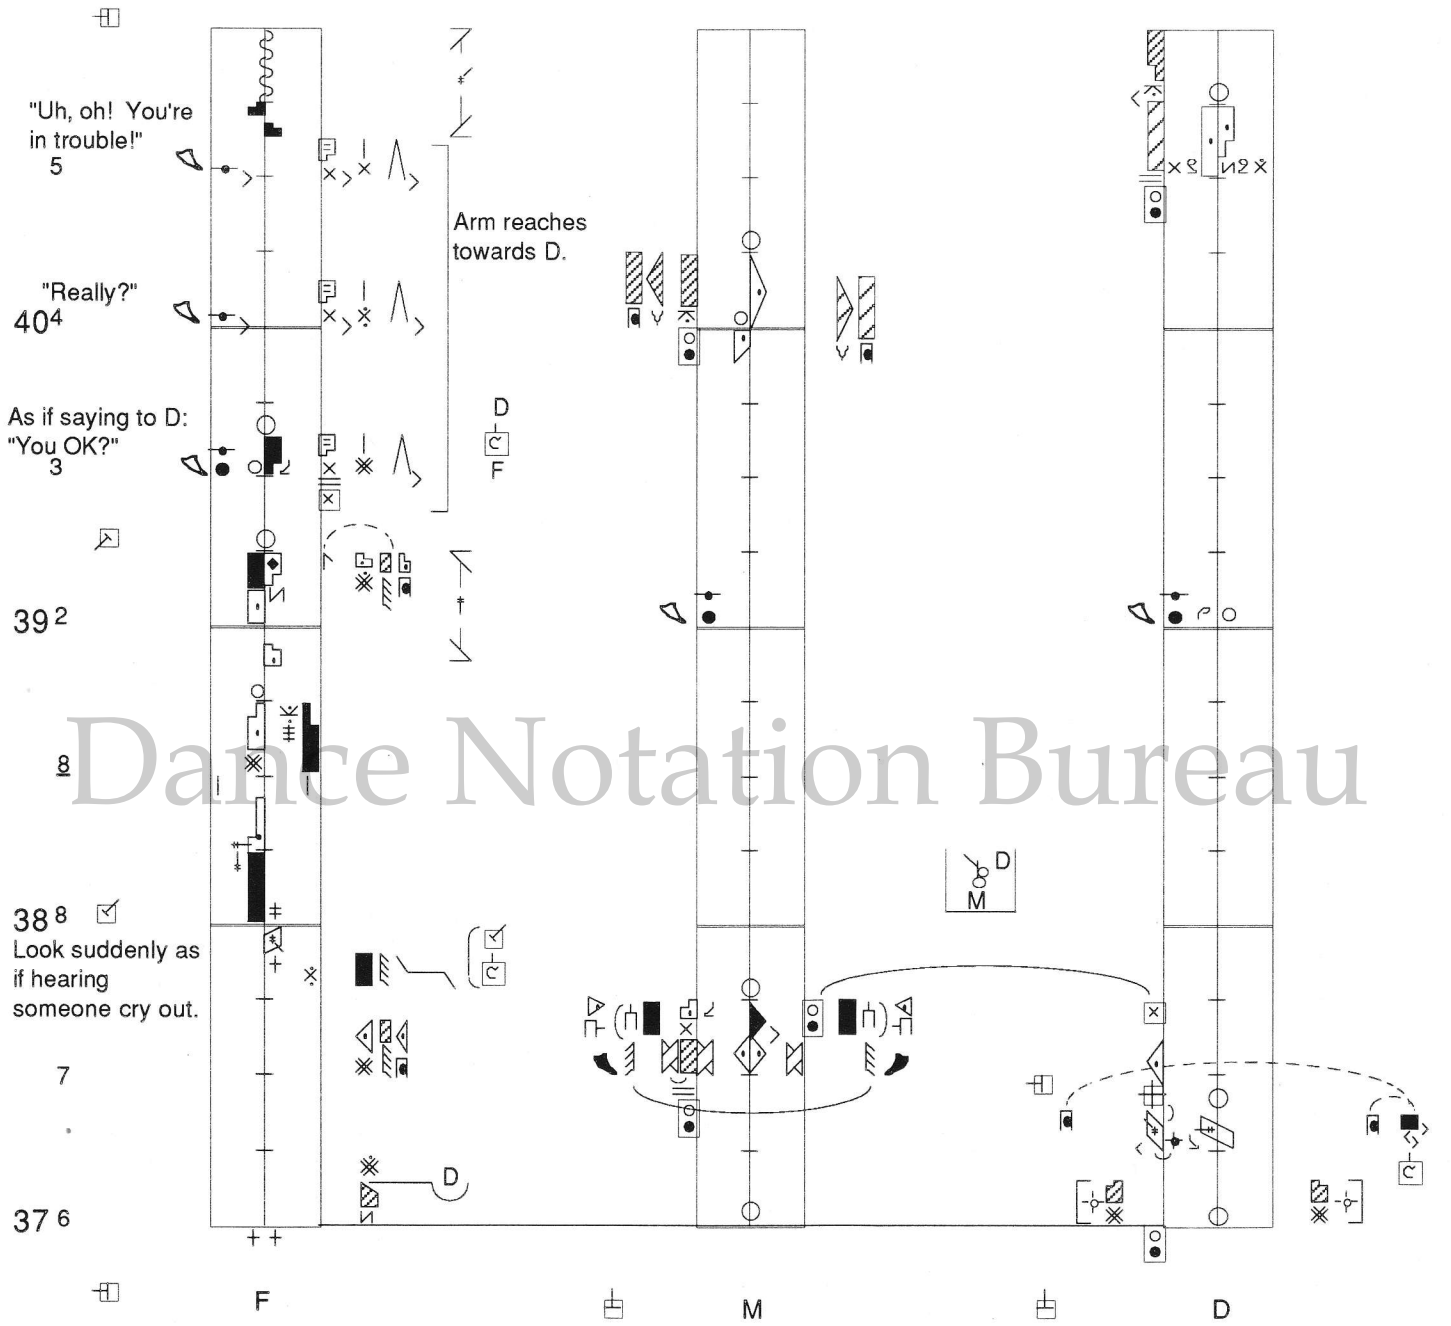 "Uh, oh! You're
in trouble!"
5
Arm reaches
towards D.
"Really?"
40 4
D
As if saying to D:
"You OK?"
3
F
39 2
8
Dance Notation Bureau
D
M
38 8
Look suddenly as
if hearing
someone cry out.
7
D
37 6
F
M
D